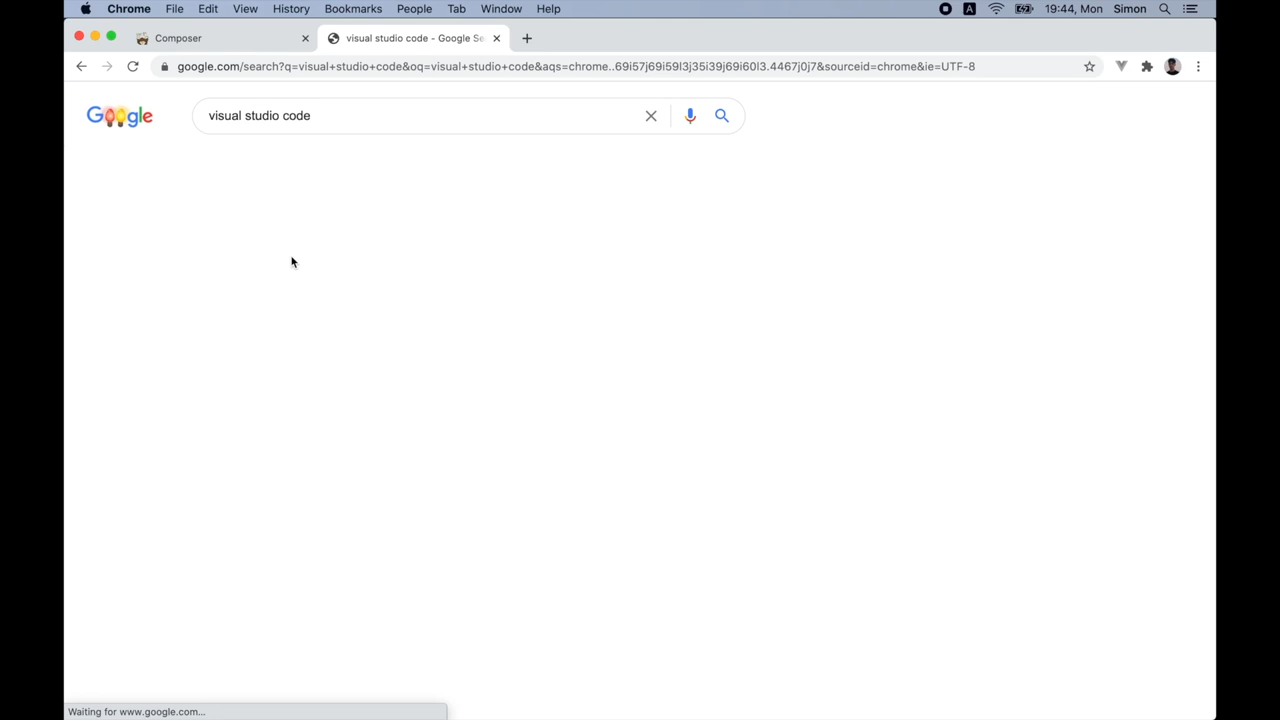 Chrome File Edit View History Bookmarks People Tab Window Help A 19:44, Mon Simon
Composer visual studio code - Google Se
google.com/search?q=visual+studio+code&oq=visual+studio+code&aqs=chrome..69i57j69i59l3j35i39j69i60l3.4467j0j7&sourceid=chrome&ie=UTF-8
Google visual studio code
Waiting for www.google.com...